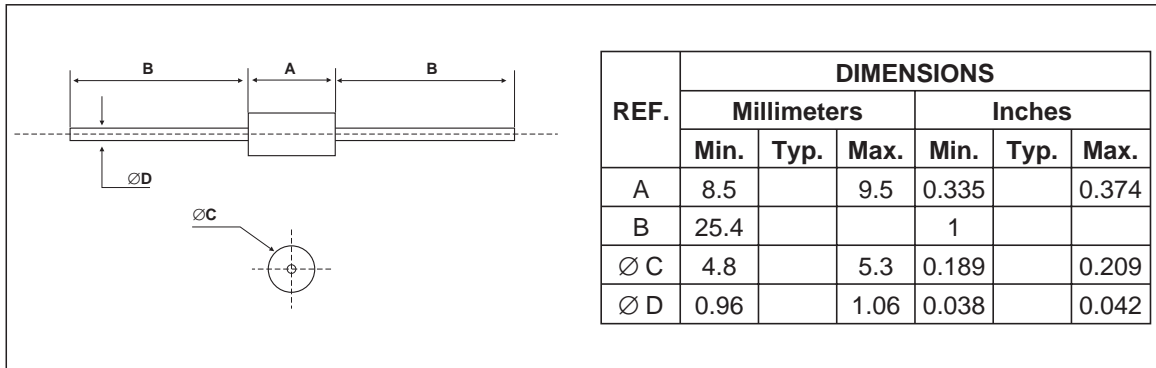 B A B
∅D
∅C
REF. DIMENSIONS
Millimeters Inches
Min. Typ. Max. Min. Typ. Max.
A 8.5 9.5 0.335 0.374
B 25.4 1
∅ C 4.8 5.3 0.189 0.209
∅ D 0.96 1.06 0.038 0.042